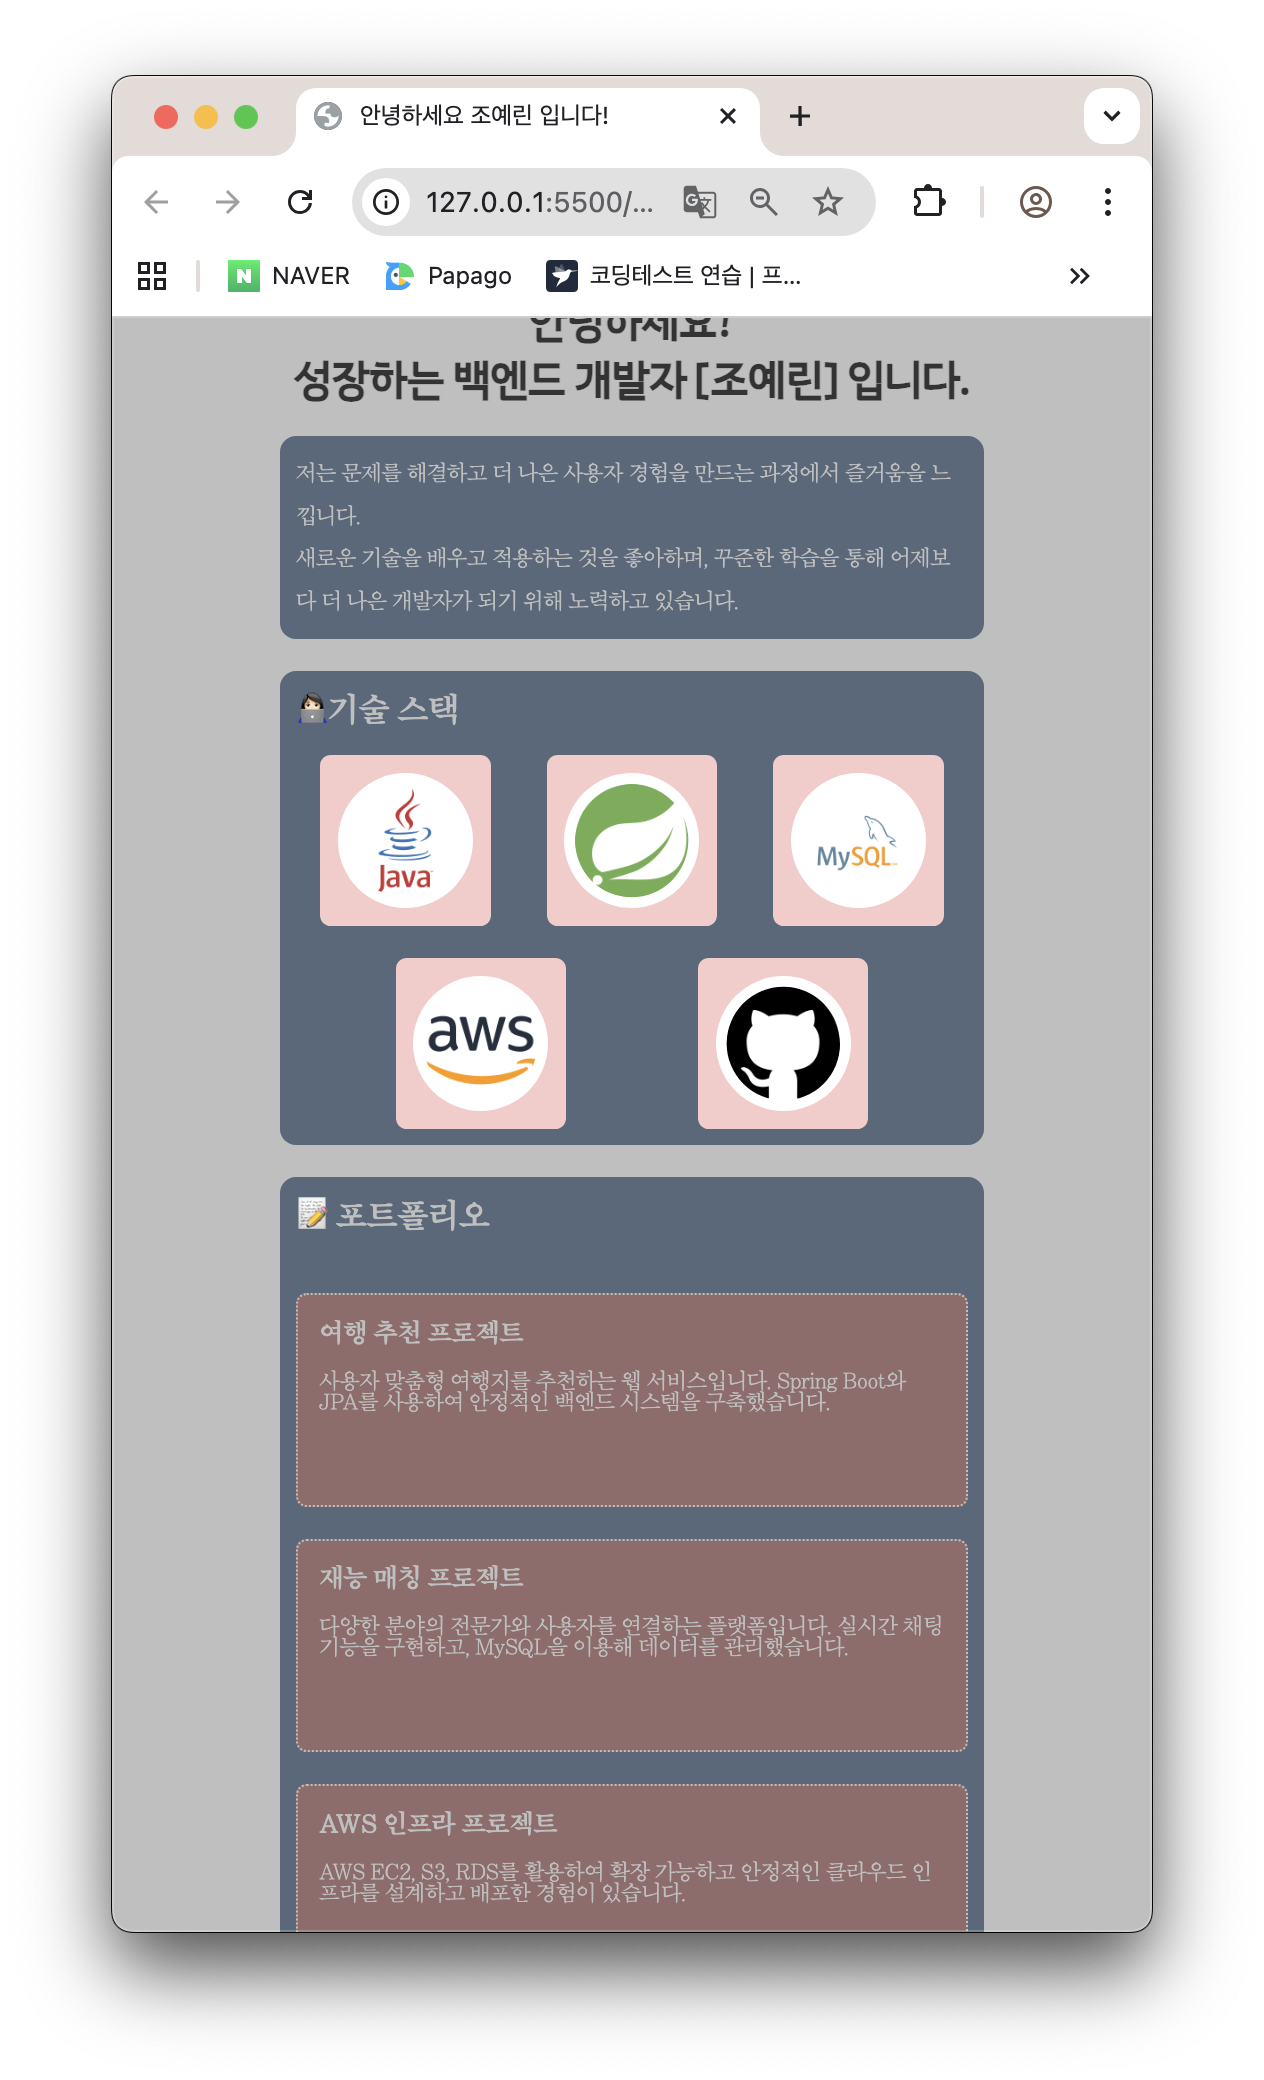 안녕하세요 조예린 입니다!
127.0.0.1:5500/...
NAVER
Papago
코딩테스트 연습 | 프...
안녕하세요!
성장하는 백엔드 개발자 [조예린] 입니다.
저는 문제를 해결하고 더 나은 사용자 경험을 만드는 과정에서 즐거움을 느
낍니다.
새로운 기술을 배우고 적용하는 것을 좋아하며, 꾸준한 학습을 통해 어제보
다 더 나은 개발자가 되기 위해 노력하고 있습니다.
기술 스택
Java
MySQL
aws
포트폴리오
여행 추천 프로젝트
사용자 맞춤형 여행지를 추천하는 웹 서비스입니다. Spring Boot와
JPA를 사용하여 안정적인 백엔드 시스템을 구축했습니다.
재능 매칭 프로젝트
다양한 분야의 전문가와 사용자를 연결하는 플랫폼입니다. 실시간 채팅
기능을 구현하고, MySQL을 이용해 데이터를 관리했습니다.
AWS 인프라 프로젝트
AWS EC2, S3, RDS를 활용하여 확장 가능하고 안정적인 클라우드 인
프라를 설계하고 배포한 경험이 있습니다.